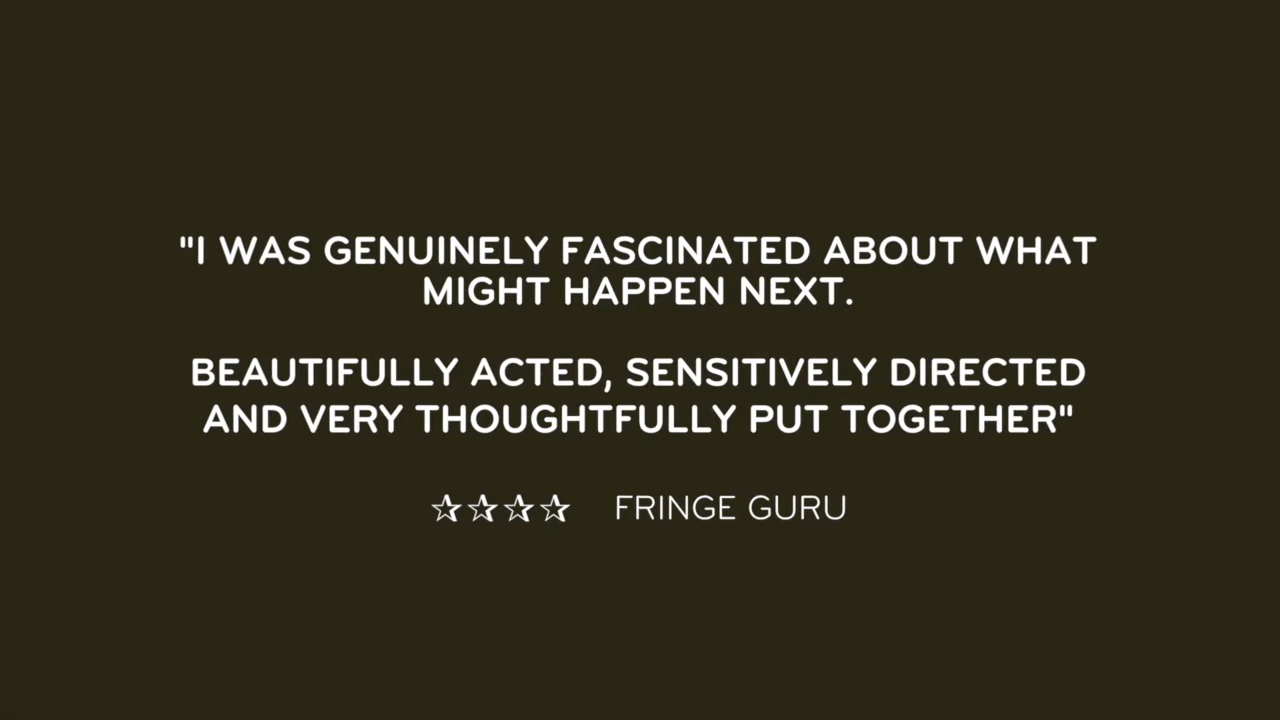 "I WAS GENUINELY FASCINATED ABOUT WHAT
MIGHT HAPPEN NEXT.
BEAUTIFULLY ACTED, SENSITIVELY DIRECTED
AND VERY THOUGHTFULLY PUT TOGETHER"
☆☆☆☆ FRINGE GURU